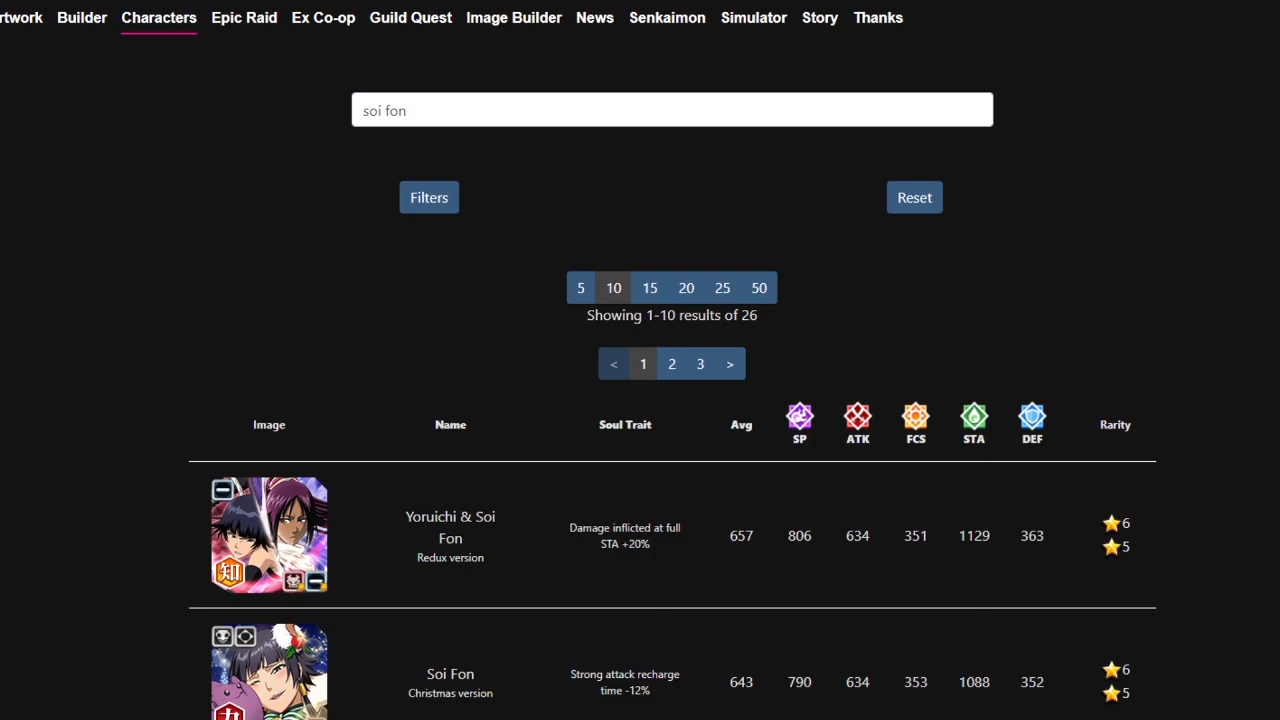 rtwork Builder Characters Epic Raid Ex Co-op Guild Quest Image Builder News Senkaimon Simulator Story Thanks
soi fon
Filters Reset
5 10 15 20 25 50
Showing 1-10 results of 26
< 1 2 3 >
Image Name Soul Trait Avg SP ATK FCS STA DEF Rarity
Yoruichi & Soi
Fon
Redux version
Damage inflicted at full
STA +20%
657 806 634 351 1129 363
6
5
知
Soi Fon
Christmas version
Strong attack recharge
time -12%
643 790 634 353 1088 352
6
5
力